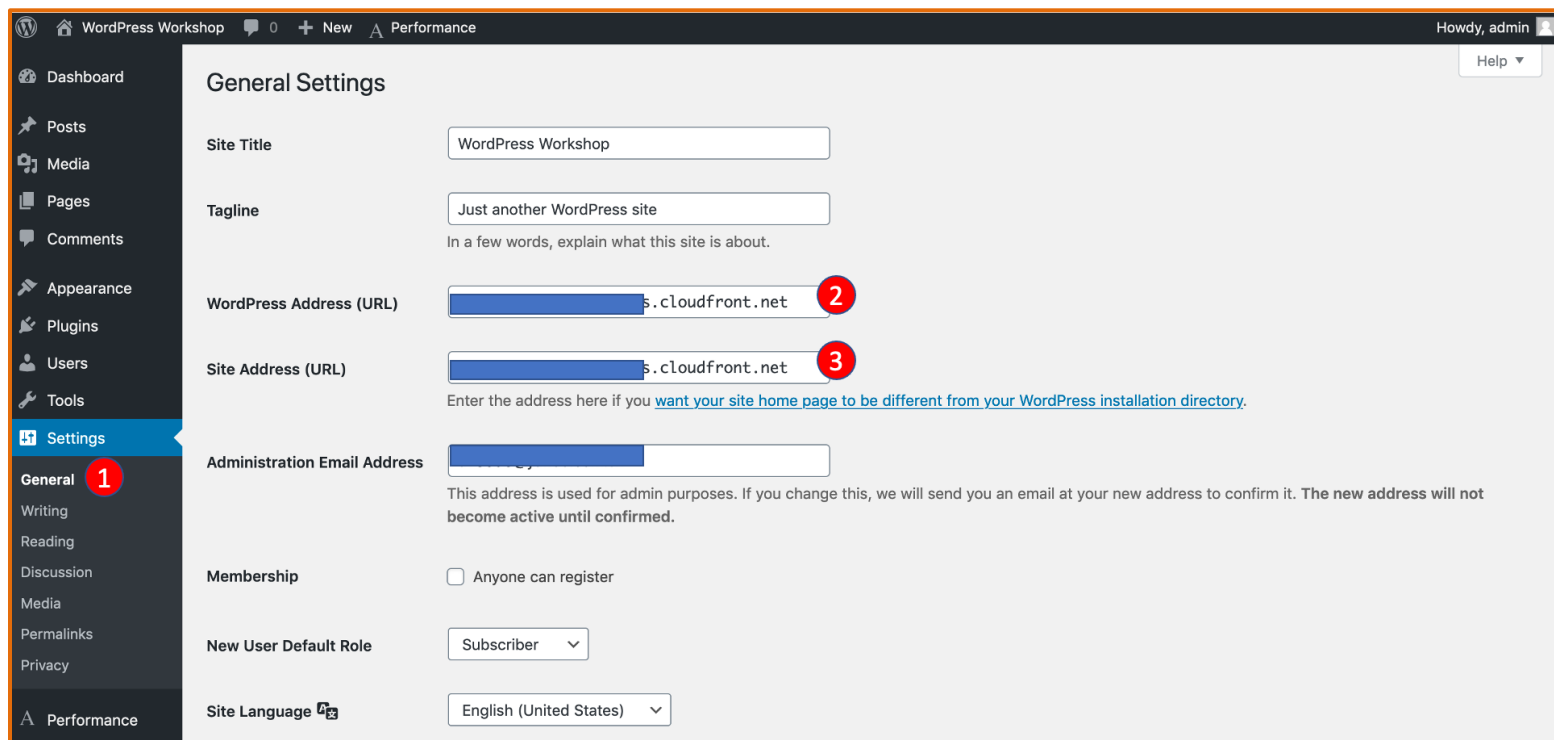 WordPress Workshop 0 New Performance Howdy, admin
Help
Dashboard
Posts
Media
Pages
Comments
Appearance
Plugins
Users
Tools
Settings
General 1
Writing
Reading
Discussion
Media
Permalinks
Privacy
Performance
General Settings
Site Title WordPress Workshop
Tagline Just another WordPress site
In a few words, explain what this site is about.
WordPress Address (URL) s.cloudfront.net 2
Site Address (URL) s.cloudfront.net 3
Enter the address here if you want your site home page to be different from your WordPress installation directory.
Administration Email Address
This address is used for admin purposes. If you change this, we will send you an email at your new address to confirm it. The new address will not
become active until confirmed.
Membership Anyone can register
New User Default Role Subscriber
Site Language English (United States)